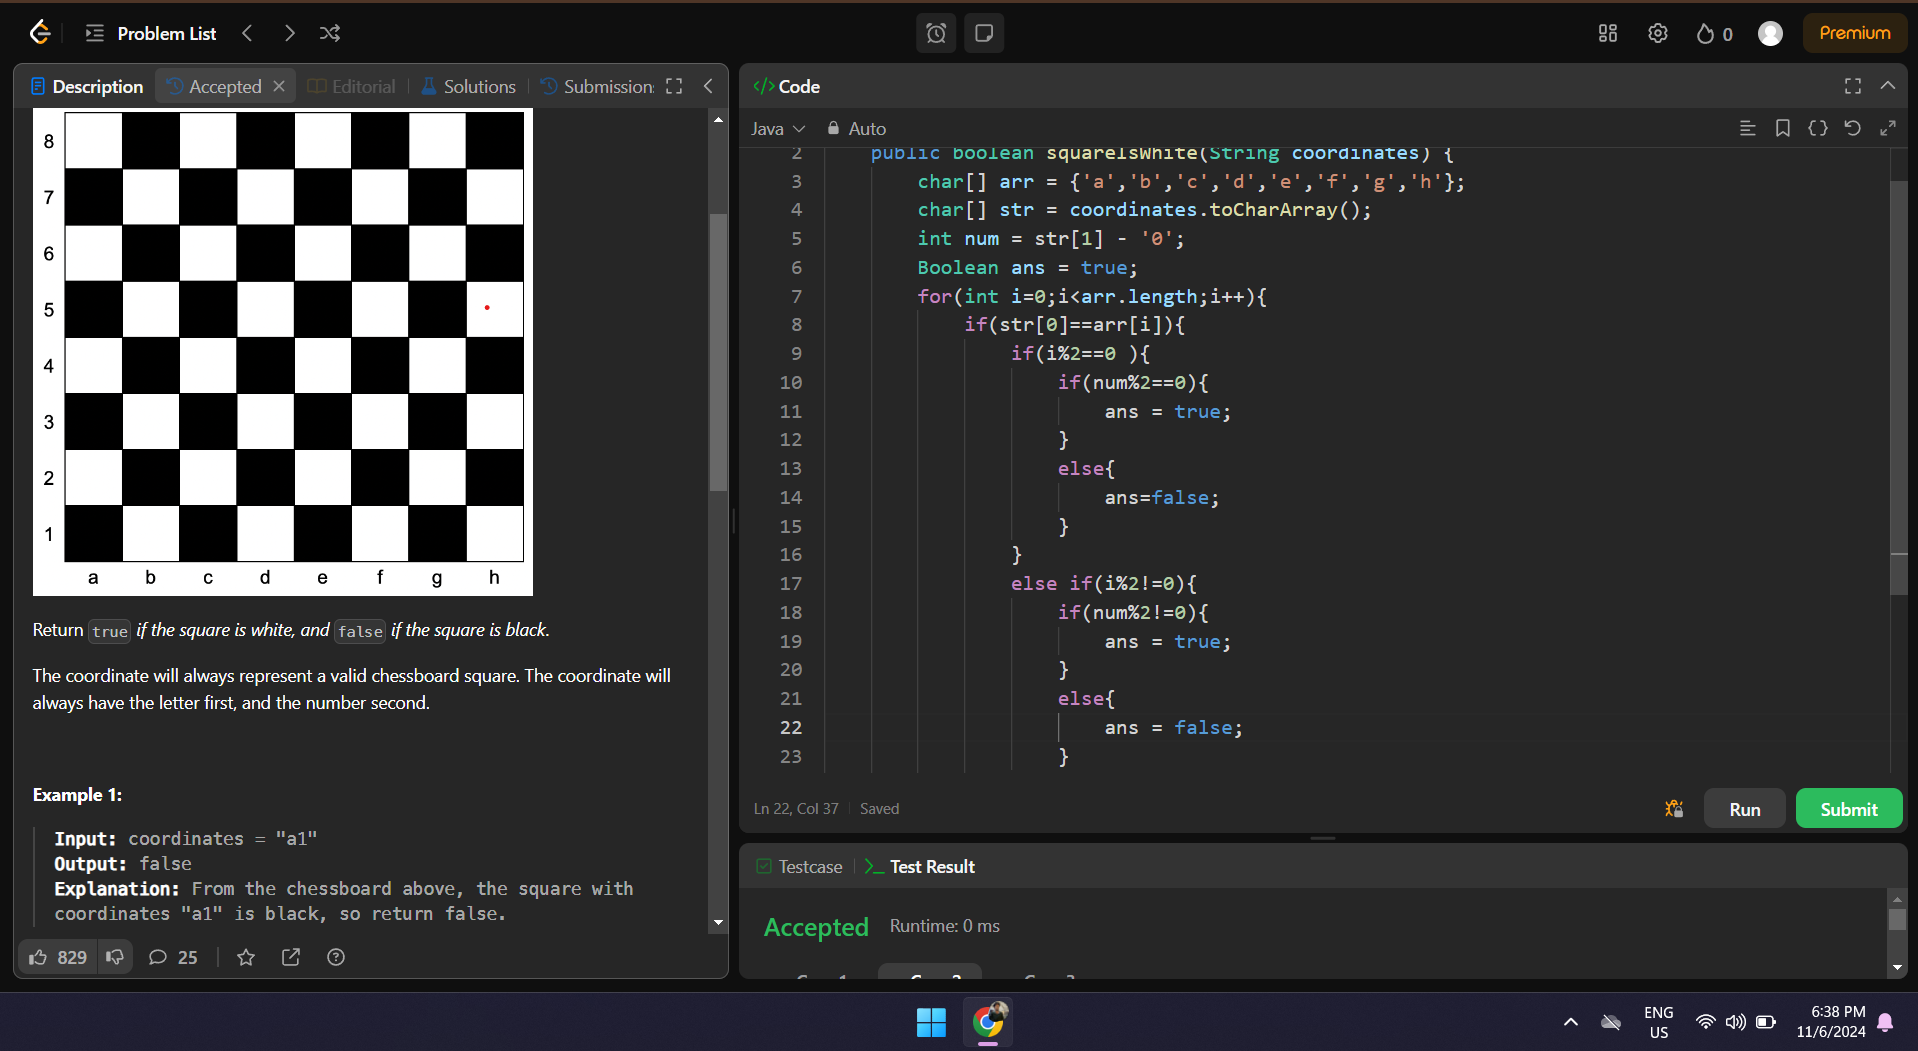 Problem List
0
Premium
Description
Accepted
Editorial
Solutions
Submission
8
7
6
5
4
3
2
1
a b c d e f g h
Return true if the square is white, and false if the square is black.
The coordinate will always represent a valid chessboard square. The coordinate will
always have the letter first, and the number second.
Example 1:
Input: coordinates = "a1"
Output: false
Explanation: From the chessboard above, the square with
coordinates "a1" is black, so return false.
829
25
</> Code
Java
Auto
2 public boolean squareIsWhite(String coordinates) {
3 char[] arr = {'a','b','c','d','e','f','g','h'};
4 char[] str = coordinates.toCharArray();
5 int num = str[1] - '0';
6 Boolean ans = true;
7 for(int i=0;i<arr.length;i++){
8 if(str[0]==arr[i]){
9 if(i%2==0 ){
10 if(num%2==0){
11 ans = true;
12 }
13 else{
14 ans=false;
15 }
16 }
17 else if(i%2!=0){
18 if(num%2!=0){
19 ans = true;
20 }
21 else{
22 ans = false;
23 }
Ln 22, Col 37
Saved
Run
Submit
Testcase
>_ Test Result
Accepted
Runtime: 0 ms
ENG
US
6:38 PM
11/6/2024